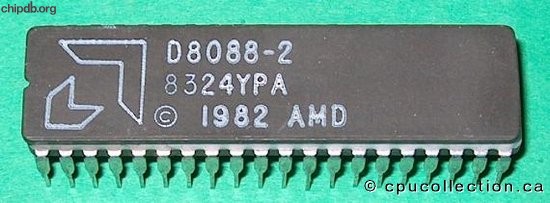 chipdb.org
D8088-2
8324YPA
© 1982 AMD
© cpucollection.ca